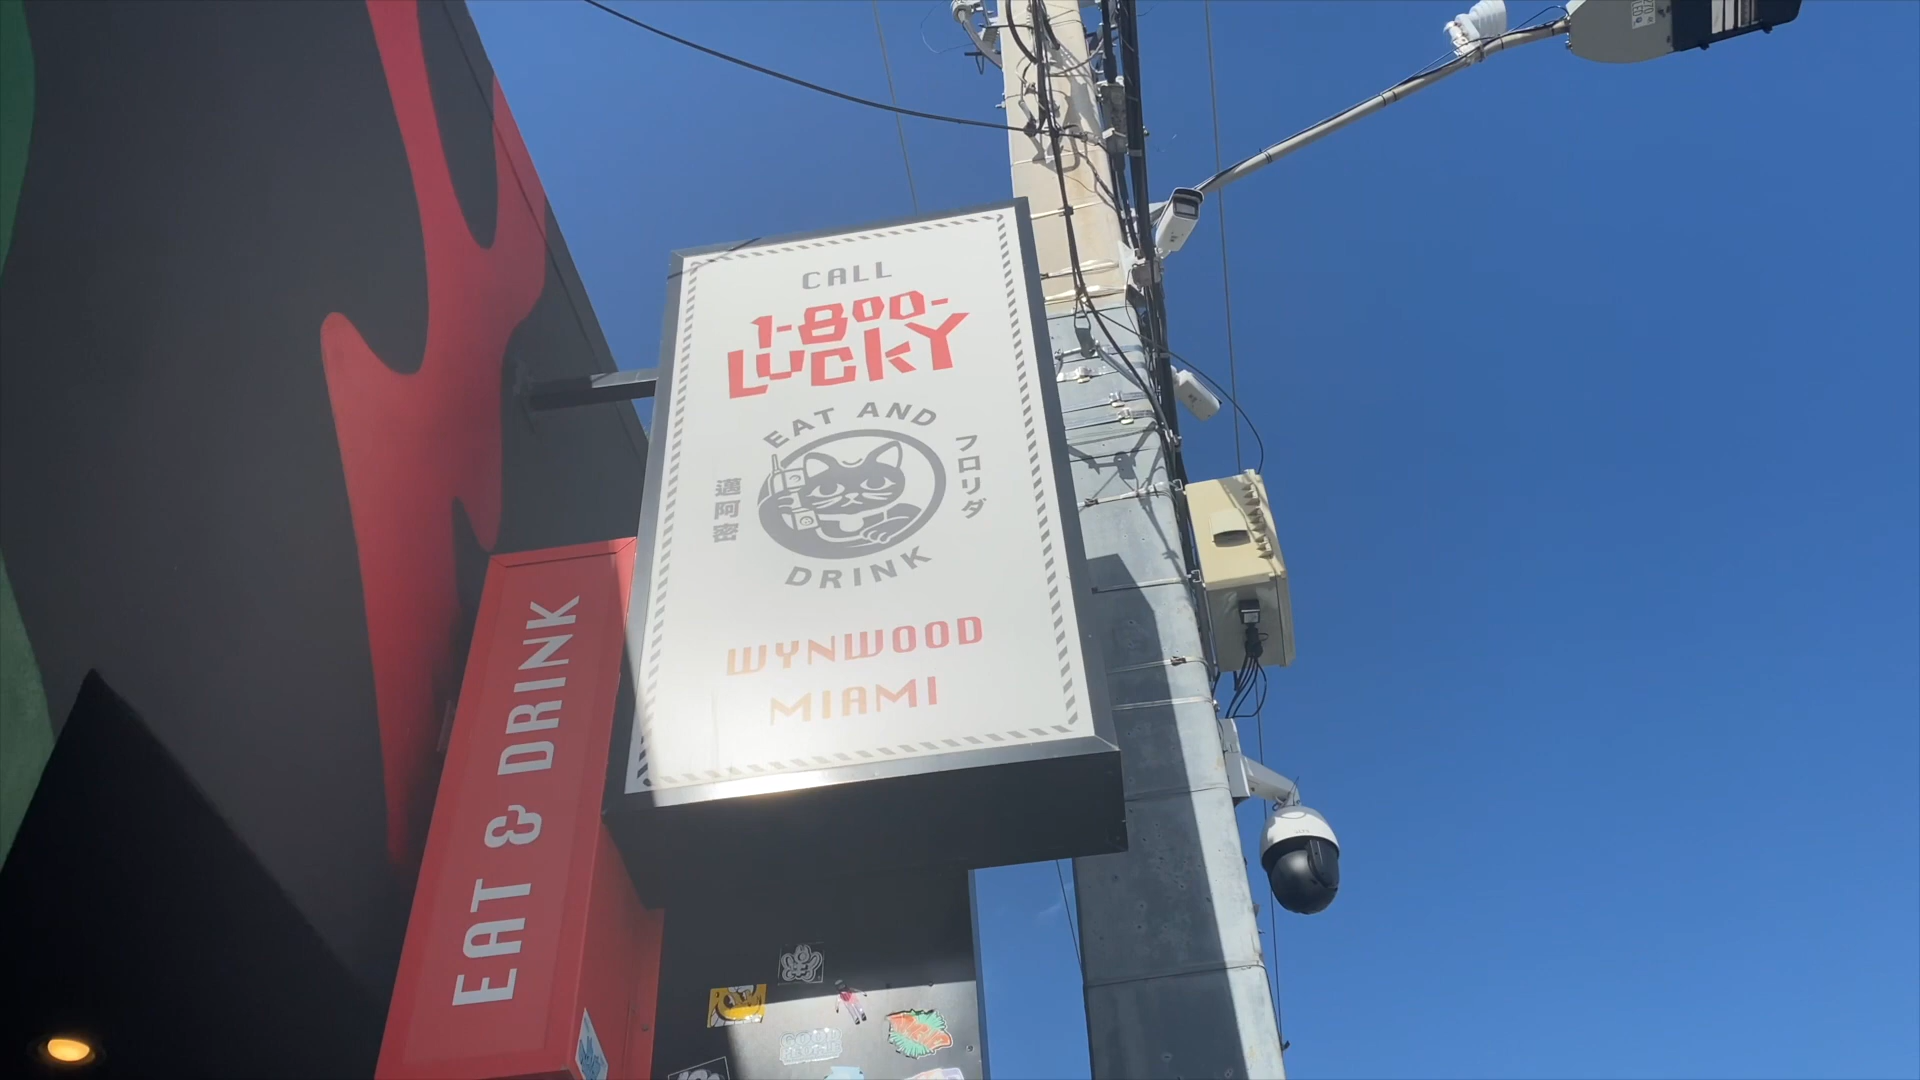 CALL
1-800-
LUCKY
EAT AND
邁阿密
フロリダ
DRINK
WYNWOOD
MIAMI
EAT & DRINK